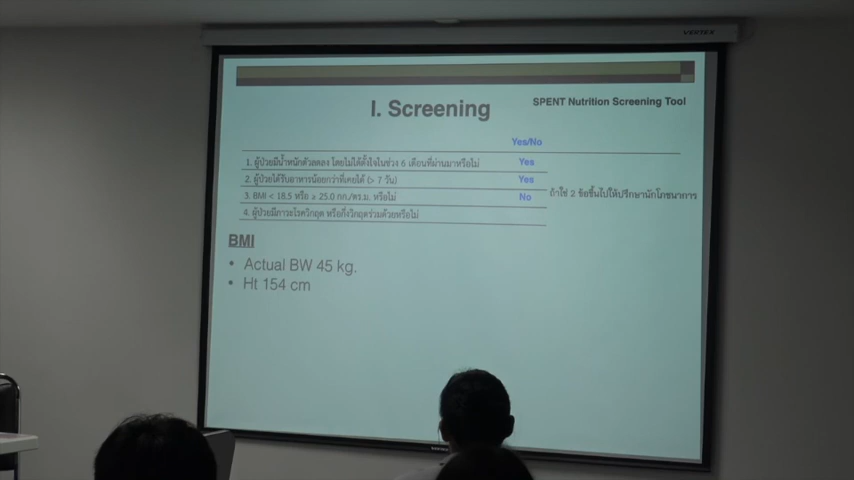 VERTEX
I. Screening
SPENT Nutrition Screening Tool
Yes/No
1. ผู้ป่วยมีน้ำหนักตัวลดลง โดยไม่ได้ตั้งใจในช่วง 6 เดือนที่ผ่านมาหรือไม่ Yes
2. ผู้ป่วยได้รับอาหารน้อยกว่าที่เคยได้ (> 7 วัน) Yes
3. BMI < 18.5 หรือ ≥ 25.0 กก./ตร.ม. หรือไม่ No
ถ้าใช่ 2 ข้อขึ้นไปให้ปรึกษานักโภชนาการ
4. ผู้ป่วยมีภาวะโรควิกฤต หรือกึ่งวิกฤตร่วมด้วยหรือไม่
BMI
• Actual BW 45 kg.
• Ht 154 cm